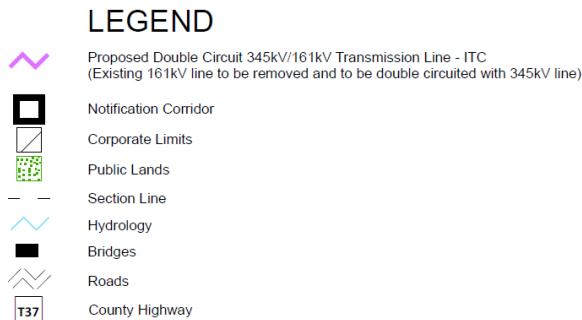 LEGEND
Proposed Double Circuit 345kV/161kV Transmission Line - ITC
(Existing 161kV line to be removed and to be double circuited with 345kV line)
Notification Corridor
Corporate Limits
Public Lands
Section Line
Hydrology
Bridges
Roads
T37 County Highway